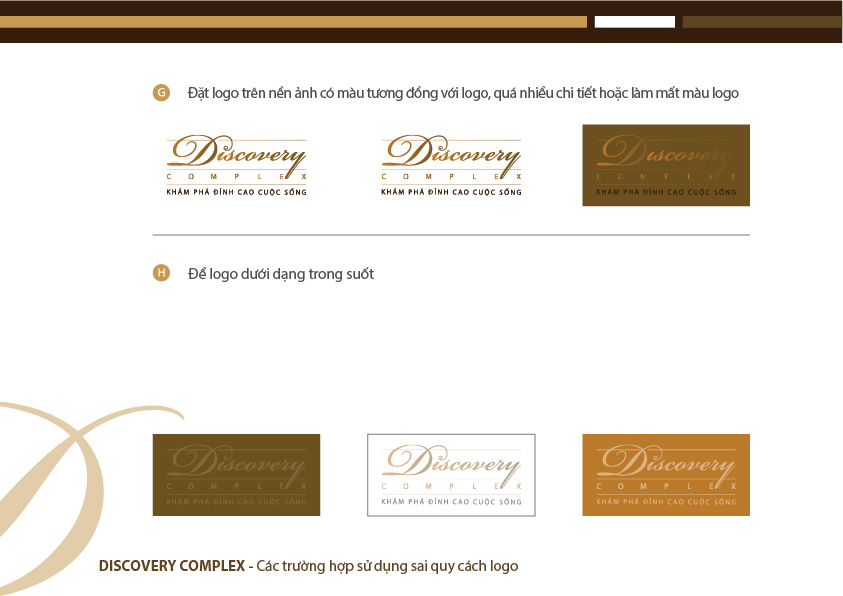 G Đặt logo trên nền ảnh có màu tương đồng với logo, quá nhiều chi tiết hoặc làm mất màu logo
Discovery
COMPLEX
KHÁM PHÁ ĐỈNH CAO CUỘC SỐNG
Discovery
COMPLEX
KHÁM PHÁ ĐỈNH CAO CUỘC SỐNG
Discovery
COMPLEX
KHÁM PHÁ ĐỈNH CAO CUỘC SỐNG
H Để logo dưới dạng trong suốt
Discovery
COMPLEX
KHÁM PHÁ ĐỈNH CAO CUỘC SỐNG
Discovery
COMPLEX
KHÁM PHÁ ĐỈNH CAO CUỘC SỐNG
Discovery
COMPLEX
KHÁM PHÁ ĐỈNH CAO CUỘC SỐNG
DISCOVERY COMPLEX - Các trường hợp sử dụng sai quy cách logo